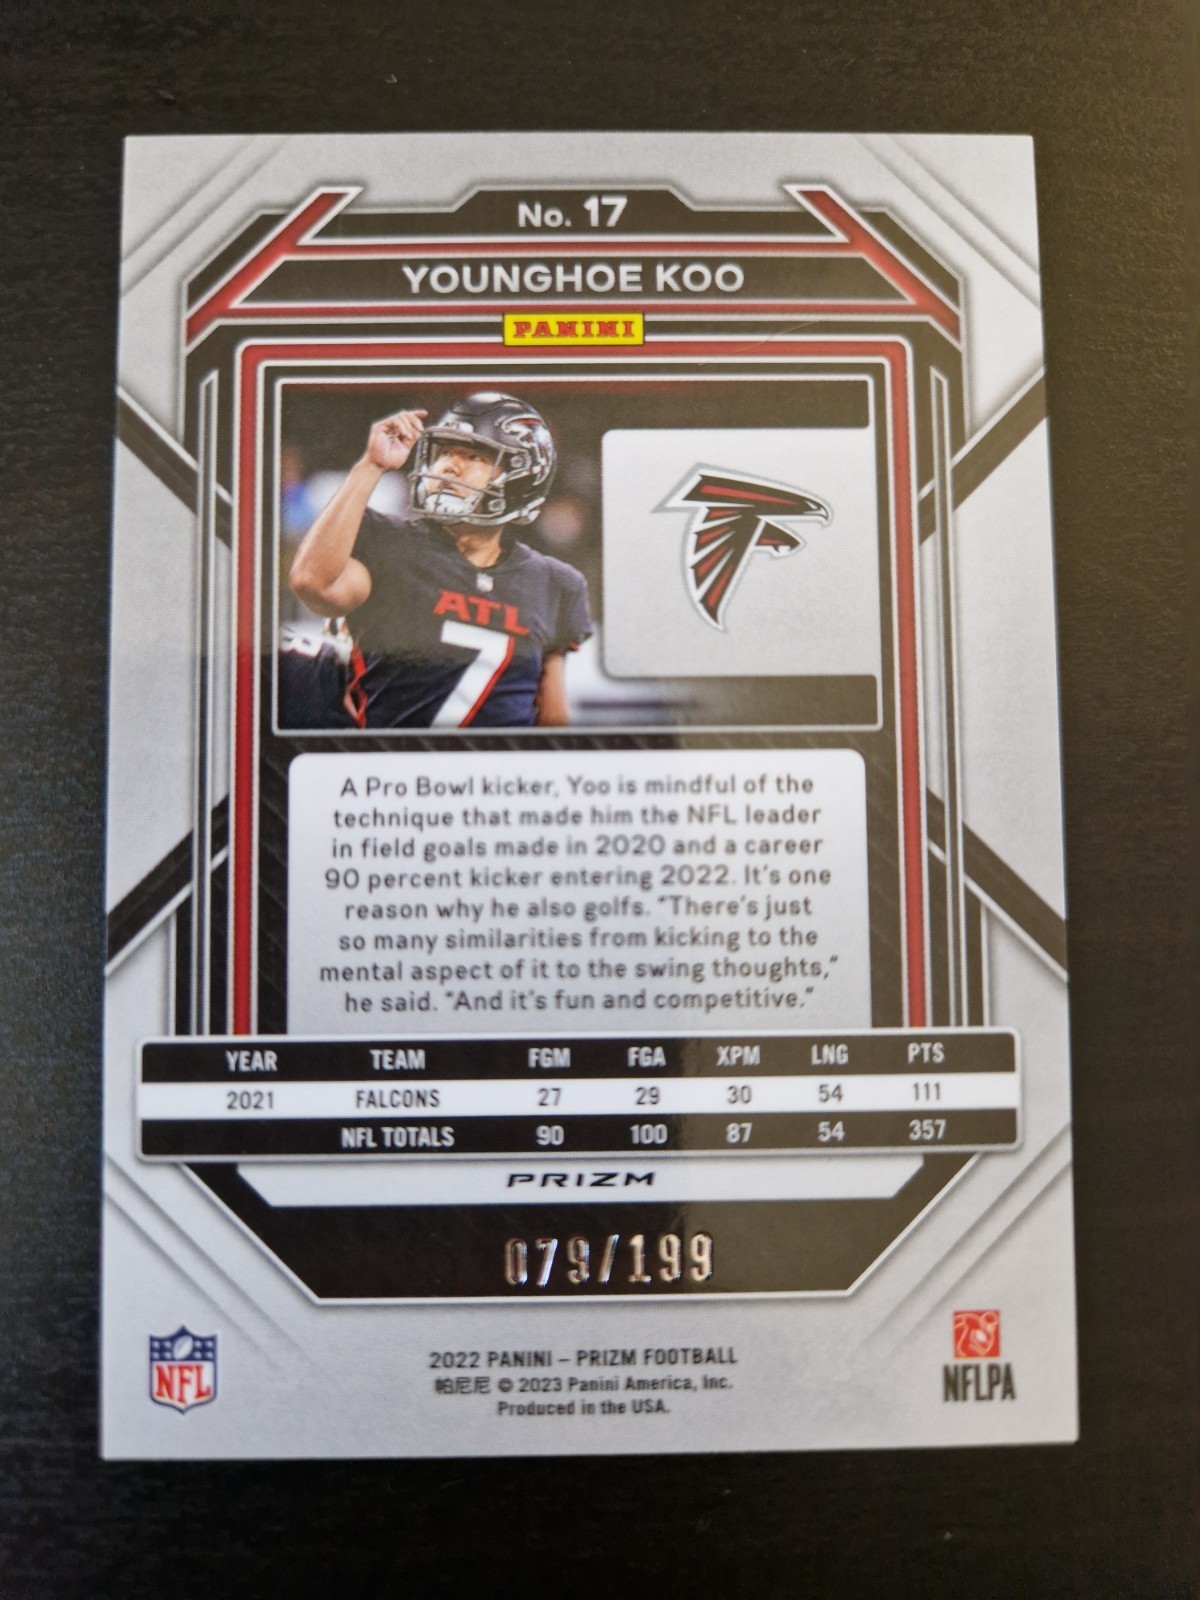 No. 17
YOUNGHOE KOO
PANINI
ATL
7
8
A Pro Bowl kicker, Yoo is mindful of the
technique that made him the NFL leader
in field goals made in 2020 and a career
90 percent kicker entering 2022. It's one
reason why he also golfs. "There's just
so many similarities from kicking to the
mental aspect of it to the swing thoughts,"
he said. "And it's fun and competitive."
YEAR TEAM FGM FGA XPM LNG PTS
2021 FALCONS 27 29 30 54 111
NFL TOTALS 90 100 87 54 357
PRIZM
079/199
NFL
2022 PANINI – PRIZM FOOTBALL
帕尼尼 © 2023 Panini America, Inc.
Produced in the USA.
NFLPA